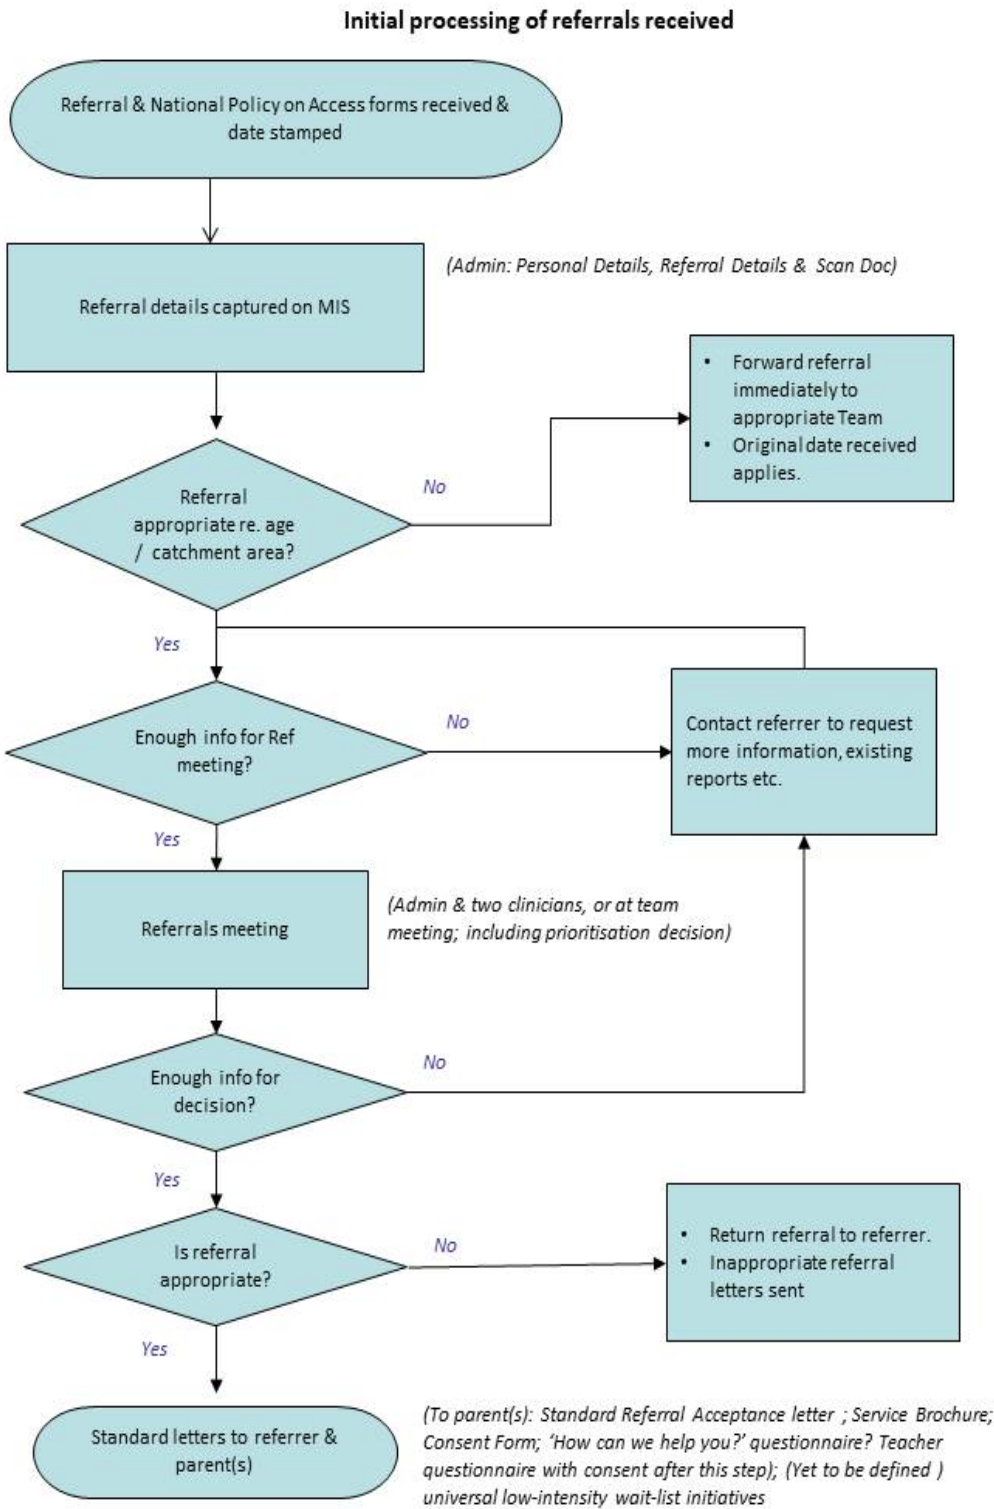 Initial processing of referrals received
Referral & National Policy on Access forms received &
date stamped
(Admin: Personal Details, Referral Details & Scan Doc)
Referral details captured on MIS
• Forward referral
immediately to
appropriate Team
• Original date received
applies.
No
Referral
appropriate re. age
/ catchment area?
Yes
Enough info for Ref
meeting?
No
Contact referrer to request
more information, existing
reports etc.
Yes
Referrals meeting
(Admin & two clinicians, or at team
meeting; including prioritisation decision)
Enough info for
decision?
No
Yes
Is referral
appropriate?
No
• Return referral to referrer.
• Inappropriate referral
letters sent
Yes
Standard letters to referrer &
parent(s)
(To parent(s): Standard Referral Acceptance letter ; Service Brochure;
Consent Form; ‘How can we help you?’ questionnaire? Teacher
questionnaire with consent after this step); (Yet to be defined )
universal low-intensity wait-list initiatives